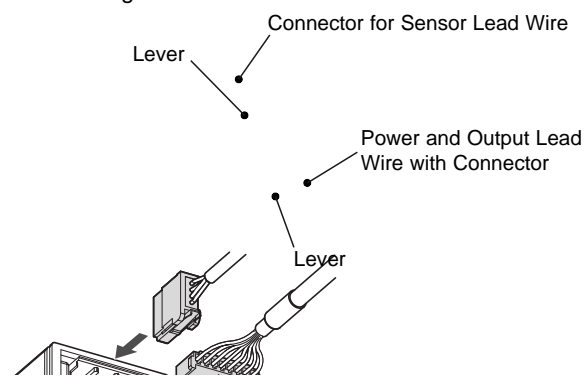 Connector for Sensor Lead Wire
Lever
Power and Output Lead
Wire with Connector
Lever